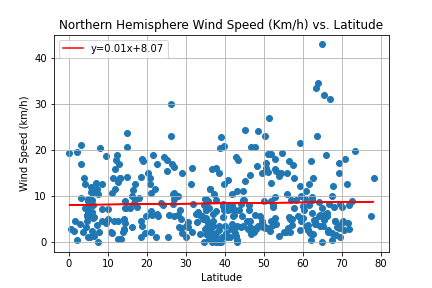 Northern Hemisphere Wind Speed (Km/h) vs. Latitude
y=0.01x+8.07
40
30
20
10
0
Wind Speed (km/h)
0 10 20 30 40 50 60 70 80
Latitude